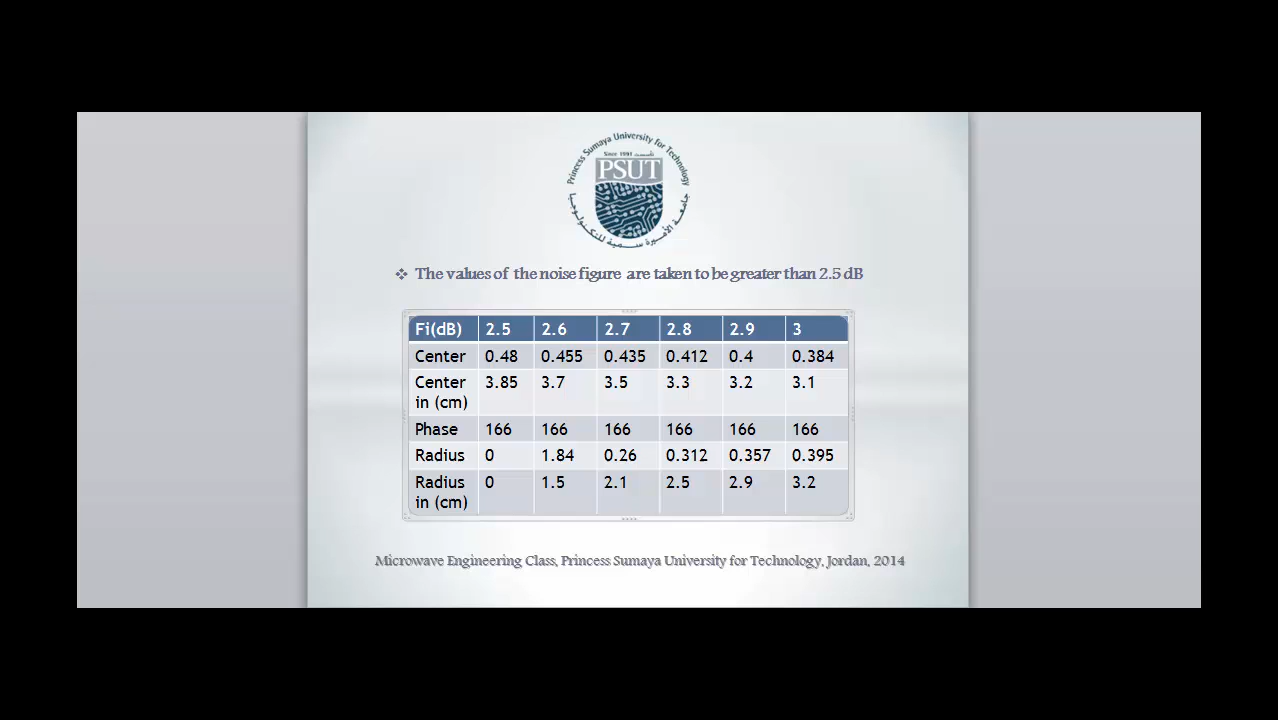 Princess Sumaya University for Technology
Since 1991
PSUT
جامعة الأميرة سمية للتكنولوجيا
❖ The values of the noise figure are taken to be greater than 2.5 dB
Fi(dB) 2.5 2.6 2.7 2.8 2.9 3
Center 0.48 0.455 0.435 0.412 0.4 0.384
Center 3.85 3.7 3.5 3.3 3.2 3.1
in (cm)
Phase 166 166 166 166 166 166
Radius 0 1.84 0.26 0.312 0.357 0.395
Radius 0 1.5 2.1 2.5 2.9 3.2
in (cm)
Microwave Engineering Class, Princess Sumaya University for Technology, Jordan, 2014